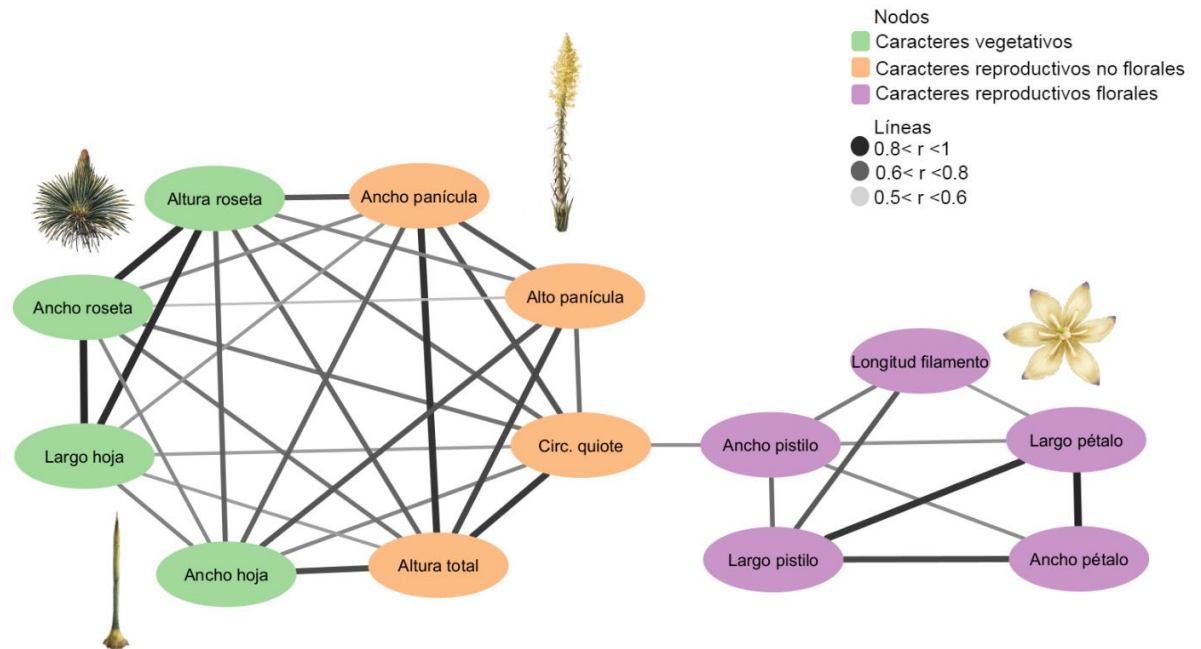 Nodos
Caracteres vegetativos
Caracteres reproductivos no florales
Caracteres reproductivos florales
Líneas
0.8< r <1
0.6< r <0.8
0.5< r <0.6
Altura roseta
Ancho panícula
Ancho roseta
Alto panícula
Longitud filamento
Largo hoja
Circ. quiote
Ancho pistilo
Largo pétalo
Ancho hoja
Altura total
Largo pistilo
Ancho pétalo